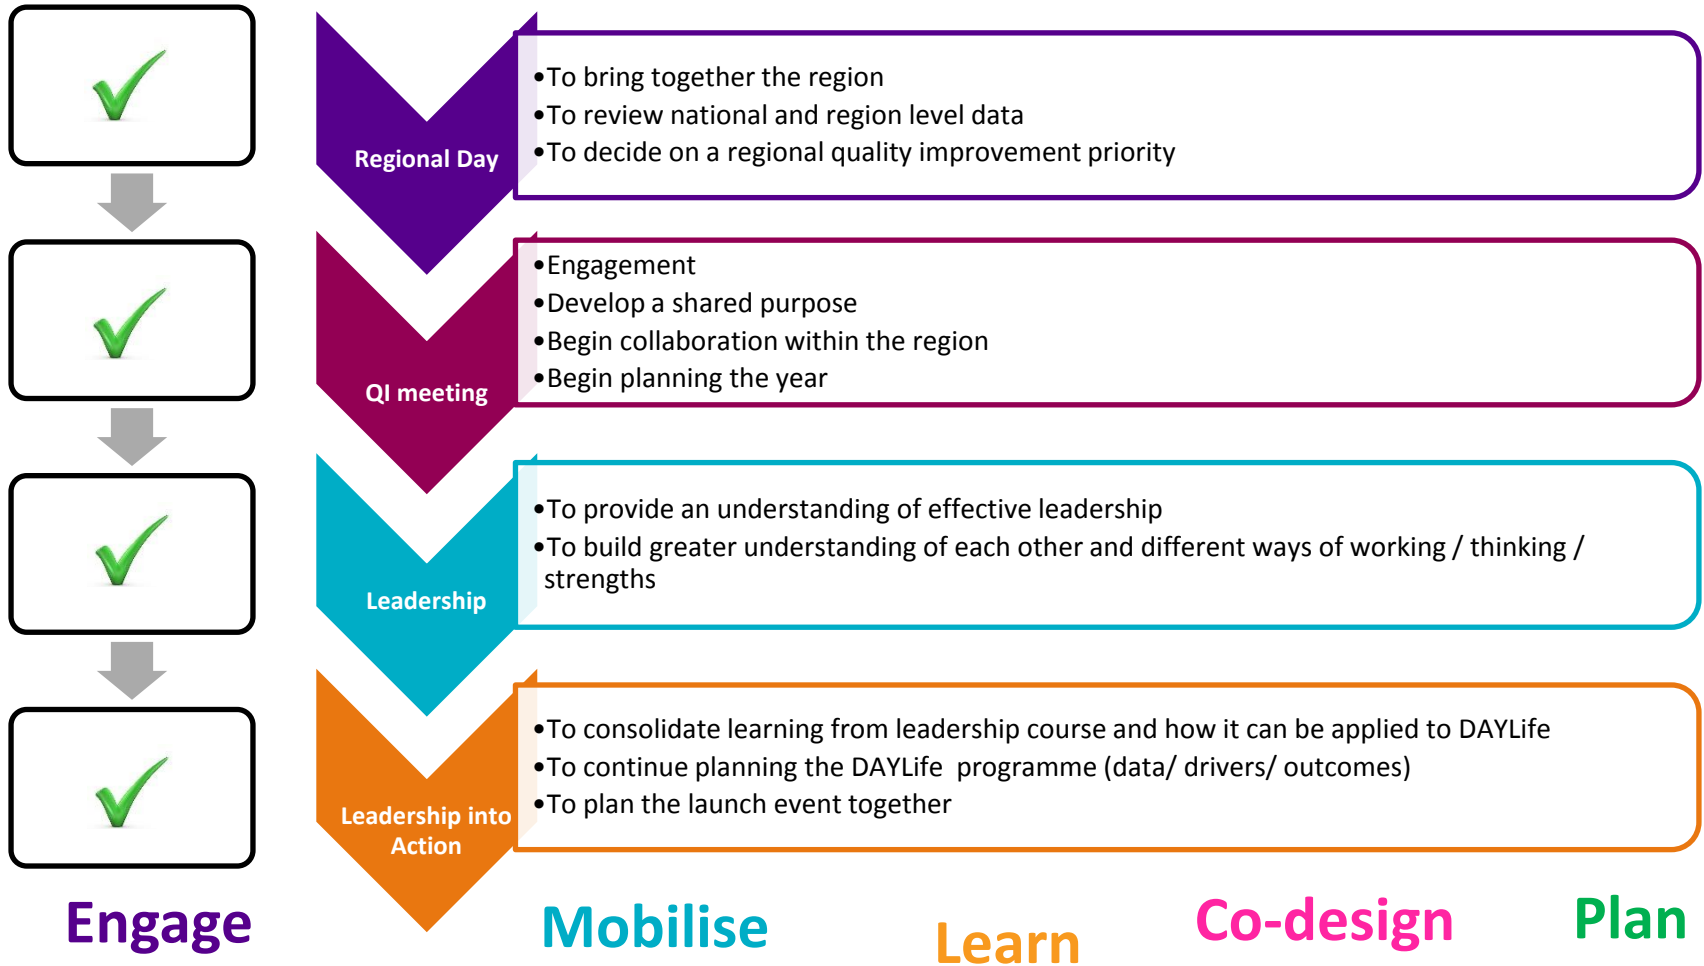 Regional Day
•To bring together the region
•To review national and region level data
•To decide on a regional quality improvement priority
QI meeting
•Engagement
•Develop a shared purpose
•Begin collaboration within the region
•Begin planning the year
Leadership
•To provide an understanding of effective leadership
•To build greater understanding of each other and different ways of working / thinking /
strengths
Leadership into
Action
•To consolidate learning from leadership course and how it can be applied to DAYLife
•To continue planning the DAYLife programme (data/ drivers/ outcomes)
•To plan the launch event together
Engage
Mobilise
Learn
Co-design
Plan